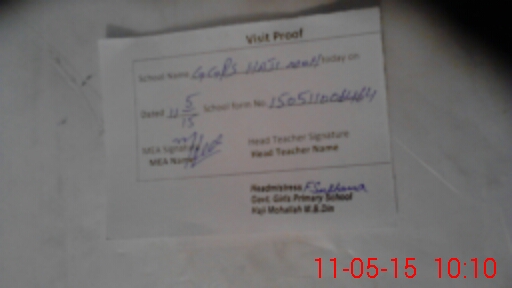 Visit Proof
School Name GGPS Haji today on
Dated 11 5/15 School form No. 150511001464
MEA Signature Head Teacher Signature
MEA Name Head Teacher Name
Headmistress F.Sultana
Govt. Girls Primary School
Haji Mohallah M.B.Din
11-05-15 10:10